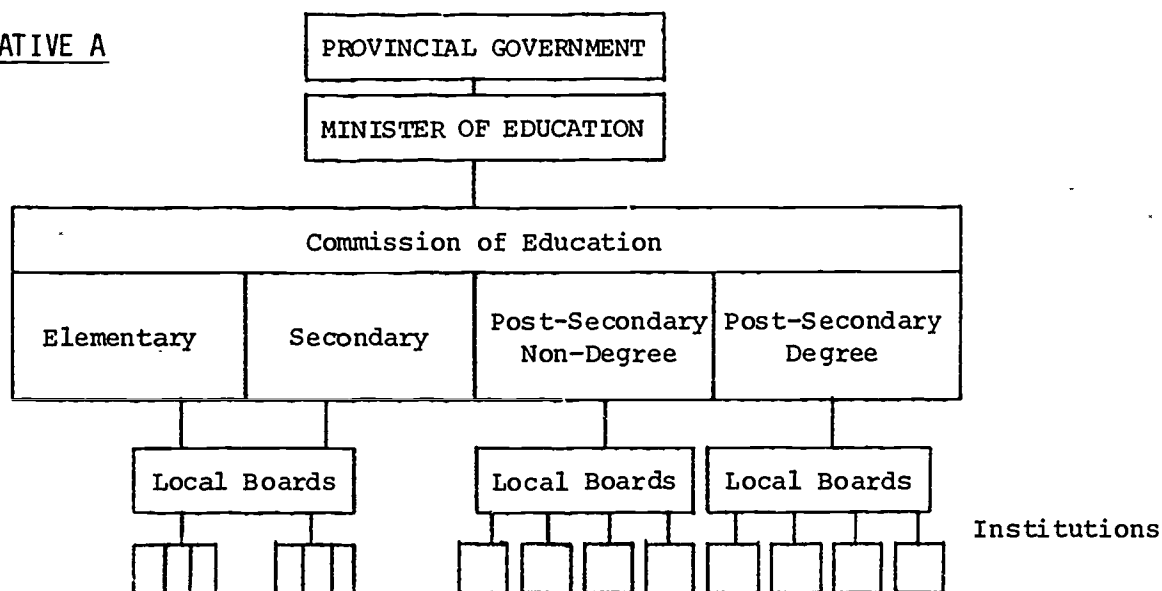 ATIVE A
PROVINCIAL GOVERNMENT
MINISTER OF EDUCATION
Commission of Education
Elementary
Secondary
Post-Secondary
Non-Degree
Post-Secondary
Degree
Local Boards
Local Boards
Local Boards
Institutions